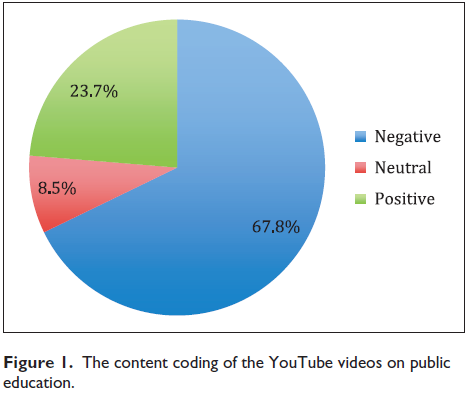 23.7%
8.5%
67.8%
Negative
Neutral
Positive
Figure 1. The content coding of the YouTube videos on public
education.